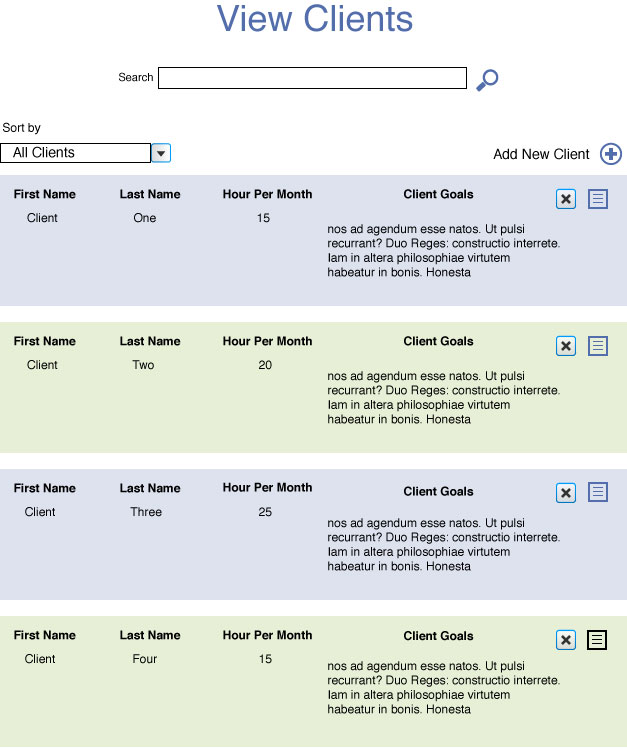 View Clients
Search
Sort by
All Clients
Add New Client
First Name Last Name Hour Per Month Client Goals
Client One 15
nos ad agendum esse natos. Ut pulsi
recurrant? Duo Reges: constructio interrete.
Iam in altera philosophiae virtutem
habeatur in bonis. Honesta
First Name Last Name Hour Per Month Client Goals
Client Two 20
nos ad agendum esse natos. Ut pulsi
recurrant? Duo Reges: constructio interrete.
Iam in altera philosophiae virtutem
habeatur in bonis. Honesta
First Name Last Name Hour Per Month Client Goals
Client Three 25
nos ad agendum esse natos. Ut pulsi
recurrant? Duo Reges: constructio interrete.
Iam in altera philosophiae virtutem
habeatur in bonis. Honesta
First Name Last Name Hour Per Month Client Goals
Client Four 15
nos ad agendum esse natos. Ut pulsi
recurrant? Duo Reges: constructio interrete.
Iam in altera philosophiae virtutem
habeatur in bonis. Honesta